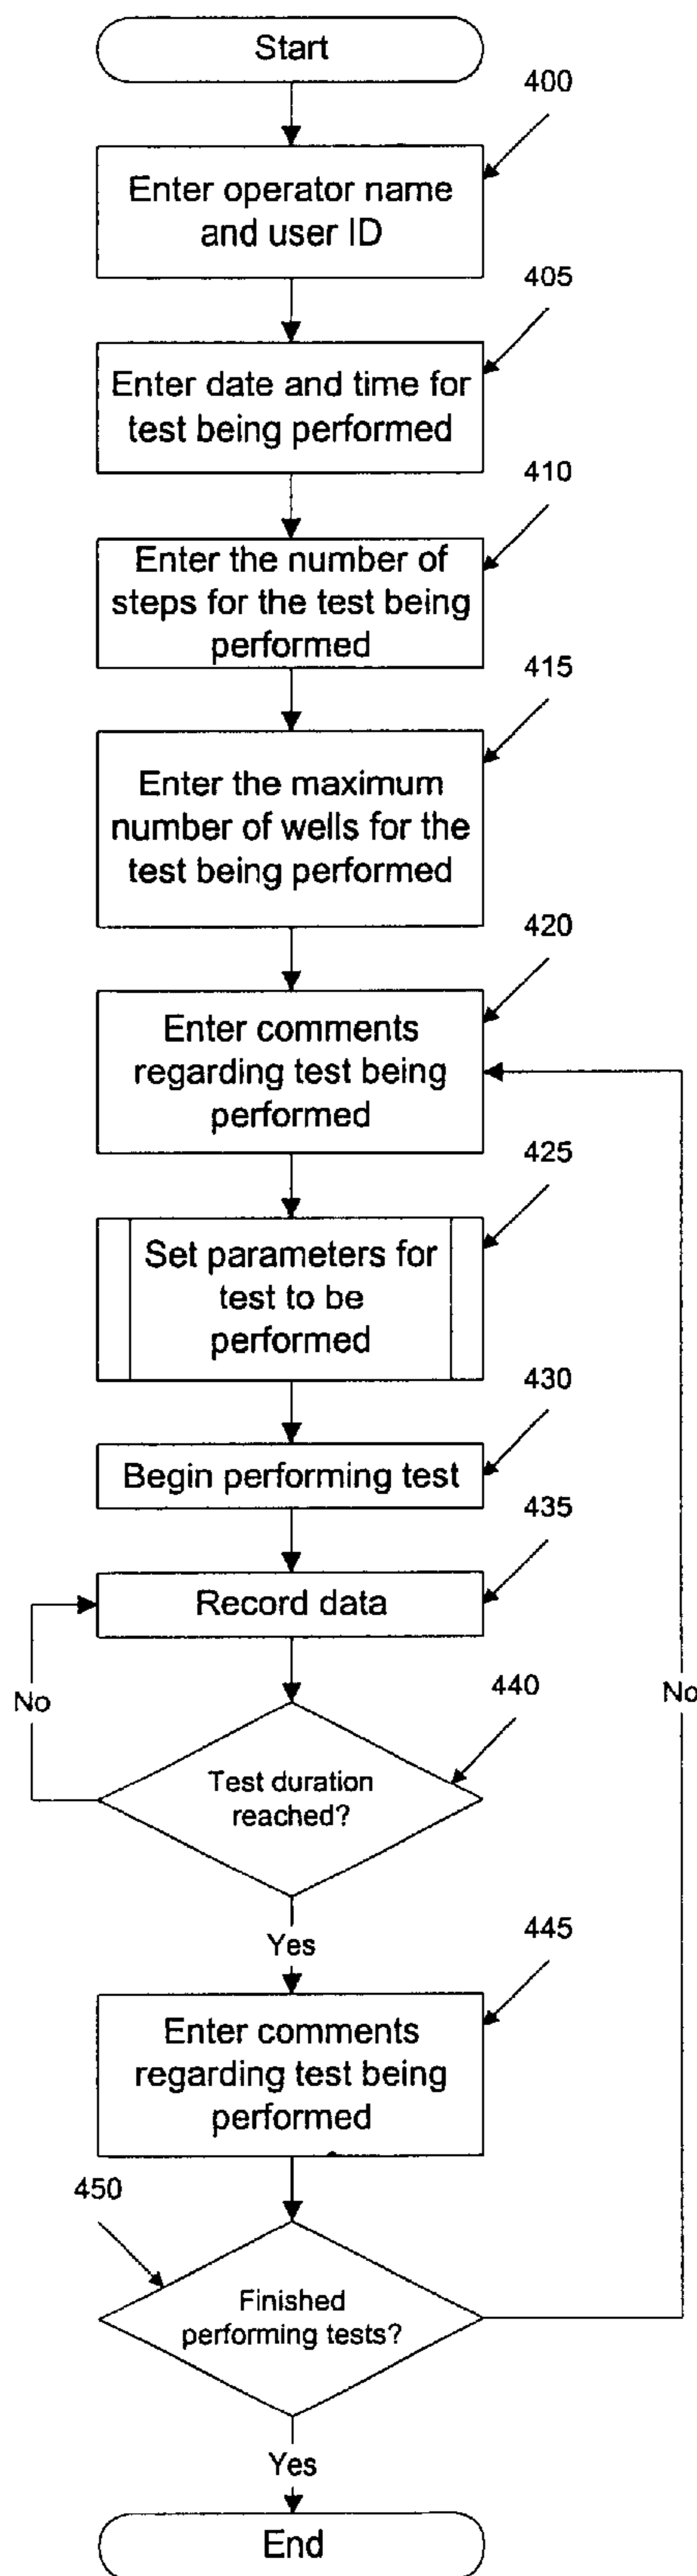 Start
400
Enter operator name
and user ID
405
Enter date and time for
test being performed
410
Enter the number of
steps for the test being
performed
415
Enter the maximum
number of wells for the
test being performed
420
Enter comments
regarding test being
performed
425
Set parameters for
test to be
performed
430
Begin performing test
435
Record data
No
440
No
Test duration
reached?
Yes
445
Enter comments
regarding test being
performed
450
Finished
performing tests?
Yes
End